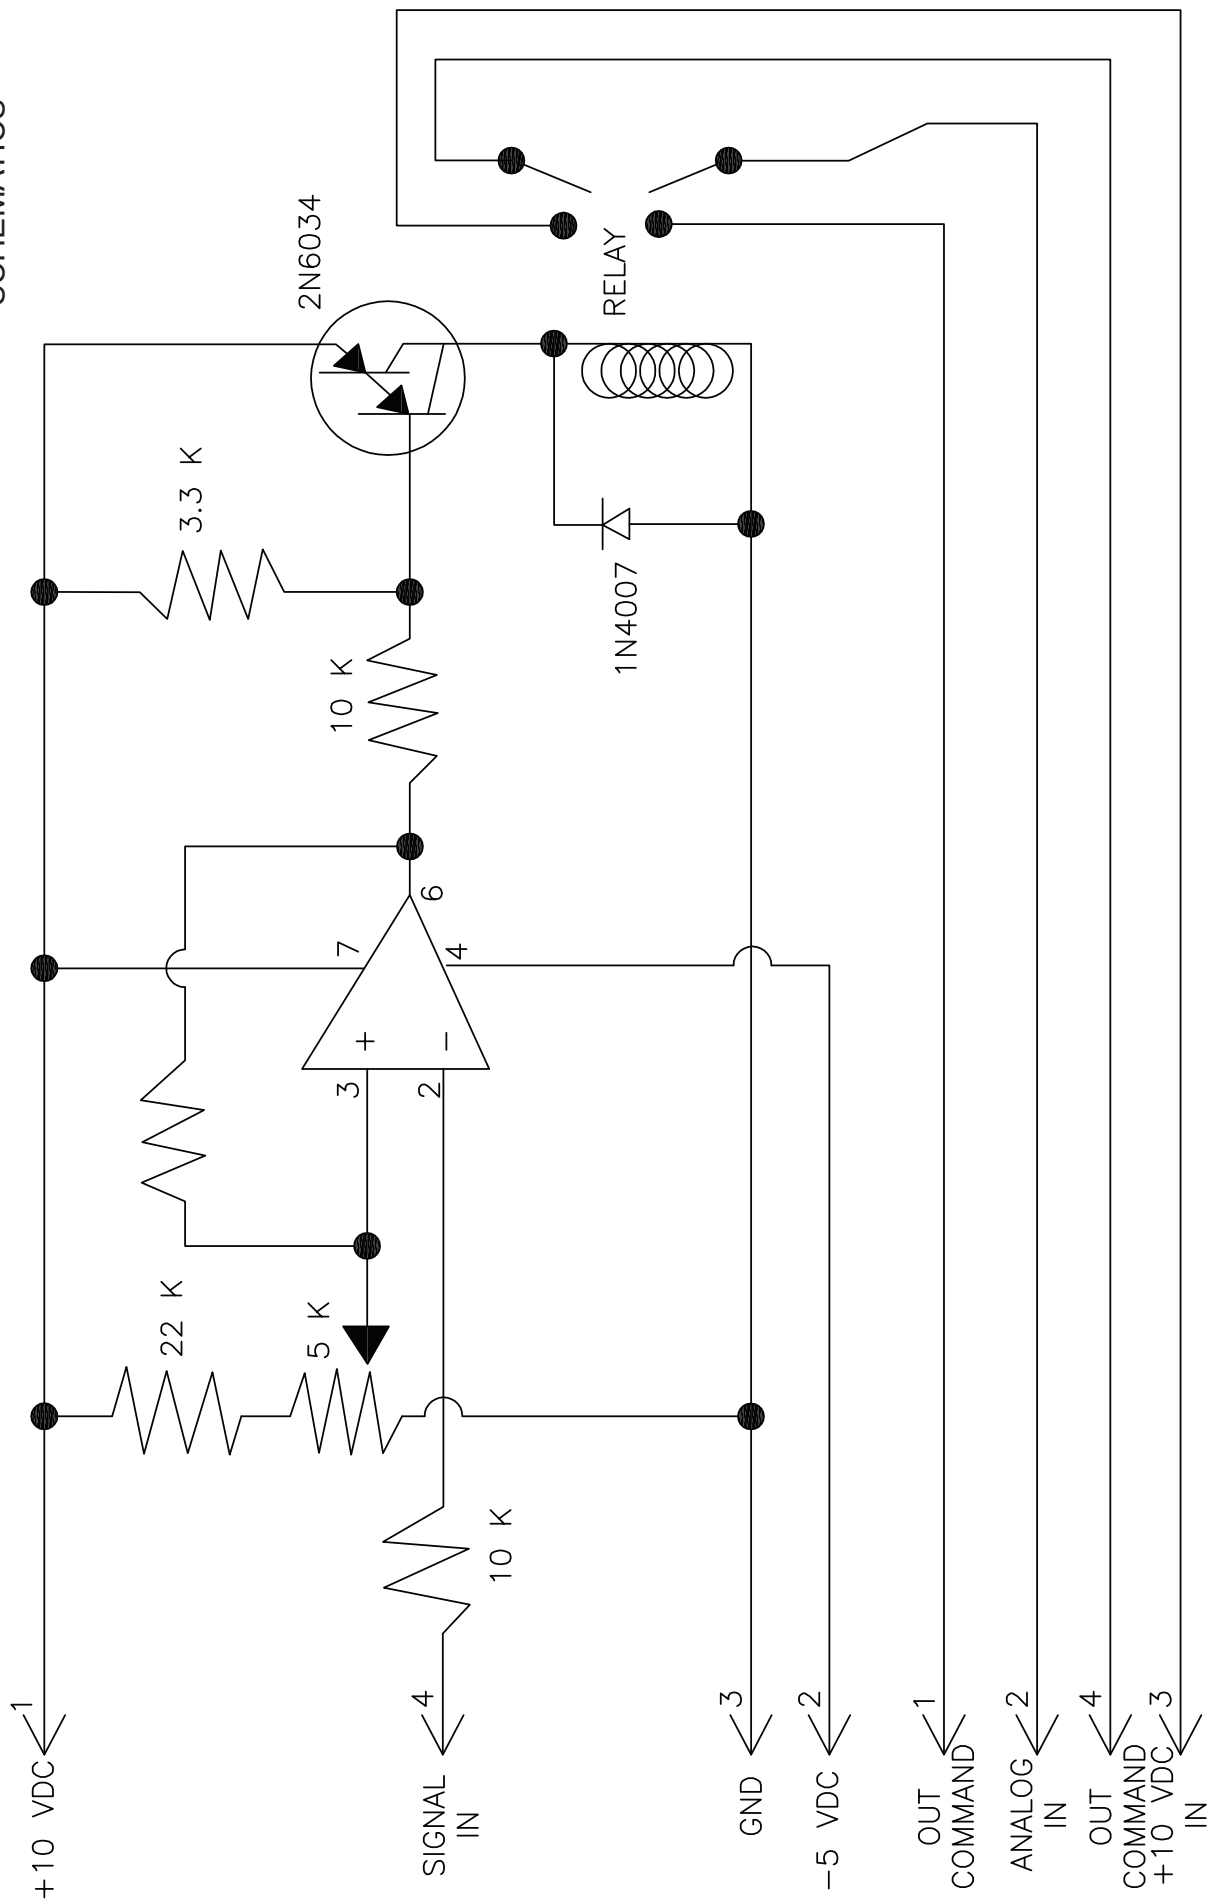 2N6034
RELAY
3.3 K
10 K
1N4007
7
6
4
+
−
3
2
22 K
5 K
10 K
+10 VDC
1
SIGNAL
IN
4
GND
3
−5 VDC
2
OUT
COMMAND
1
ANALOG
IN
2
OUT
COMMAND
4
+10 VDC
IN
3